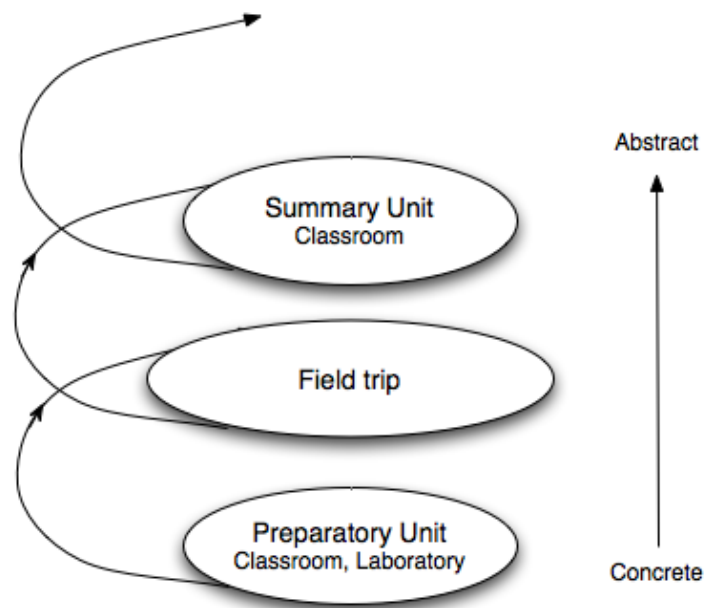 Abstract
Summary Unit
Classroom
Field trip
Preparatory Unit
Classroom, Laboratory
Concrete